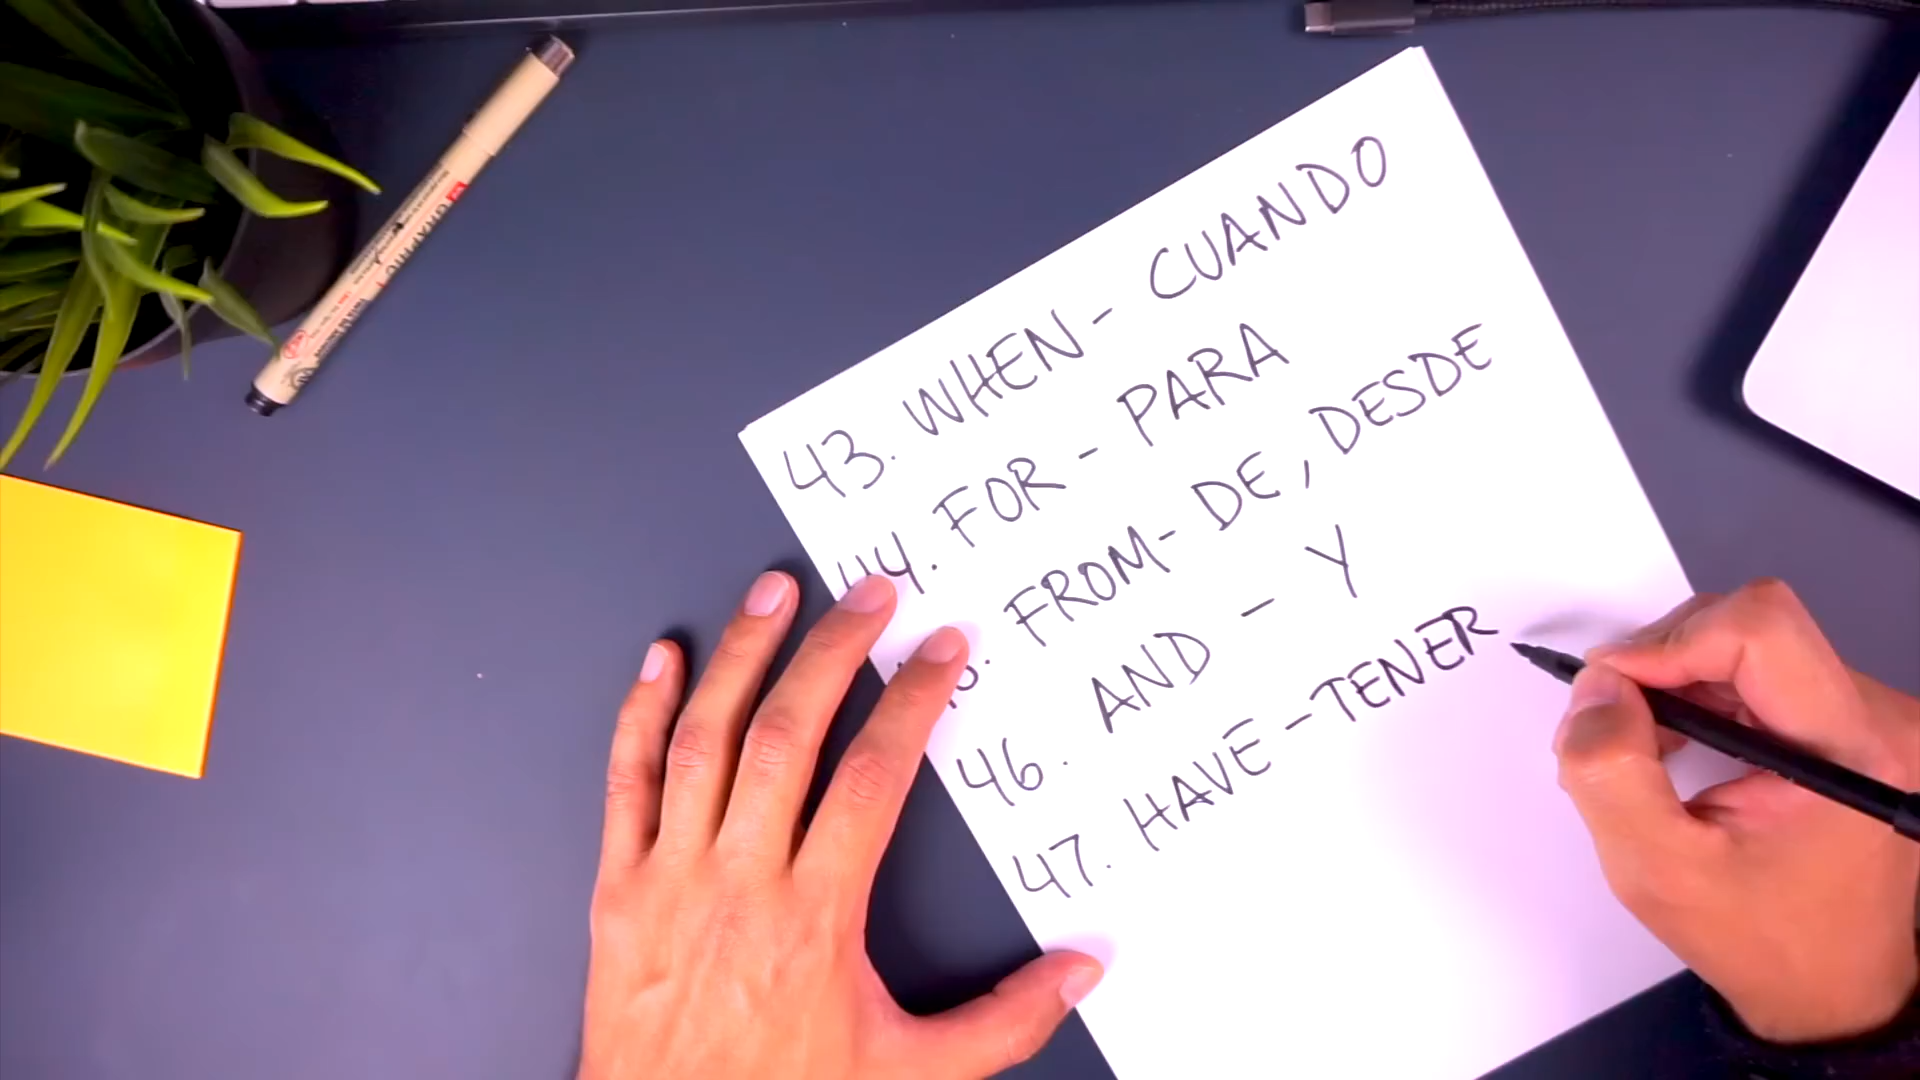 43. WHEN - CUANDO
44. FOR - PARA
FROM - DE, DESDE
46. AND - Y
47. HAVE - TENER